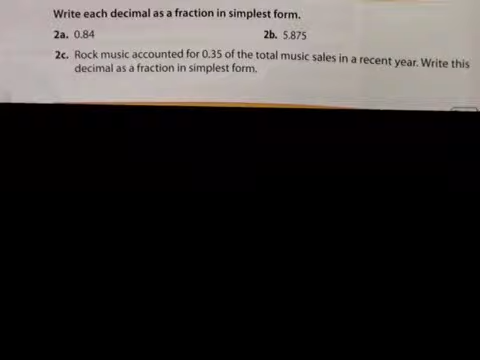 Write each decimal as a fraction in simplest form.
2a. 0.84 2b. 5.875
2c. Rock music accounted for 0.35 of the total music sales in a recent year. Write this
decimal as a fraction in simplest form.